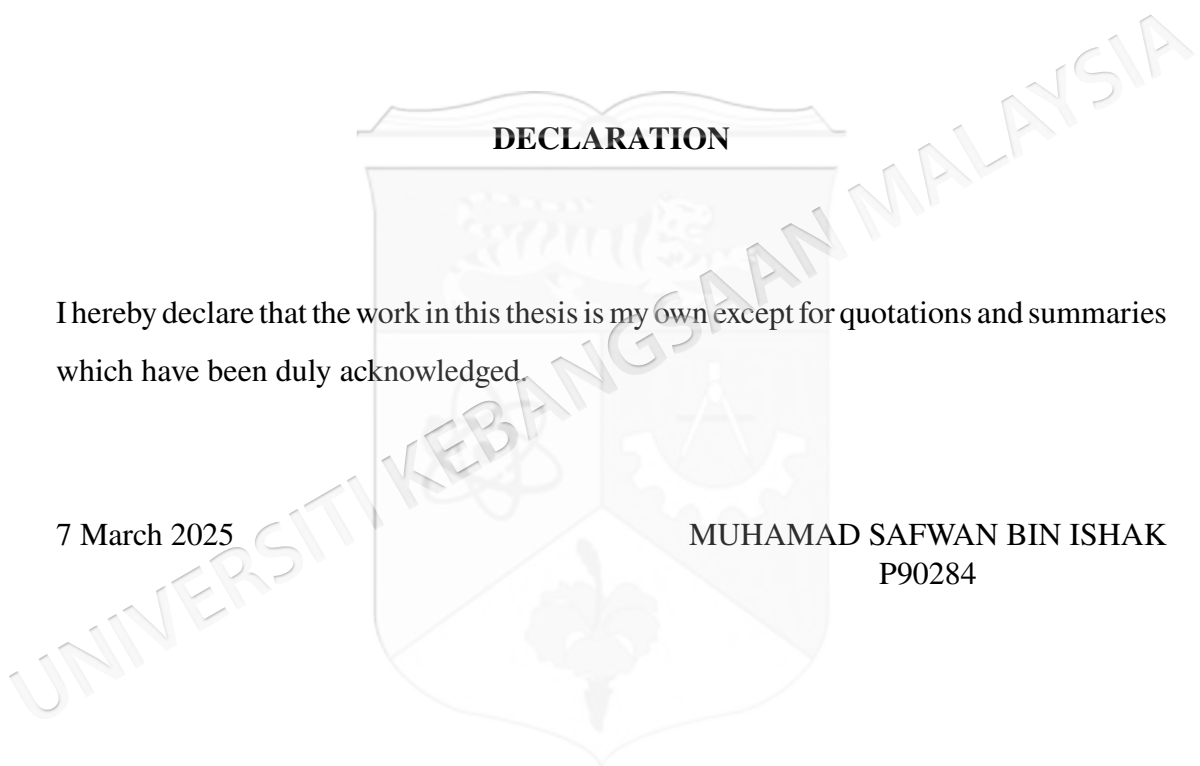 DECLARATION
I hereby declare that the work in this thesis is my own except for quotations and summaries
which have been duly acknowledged.
7 March 2025
MUHAMAD SAFWAN BIN ISHAK
P90284
UNIVERSITI KEBANGSAAN MALAYSIA